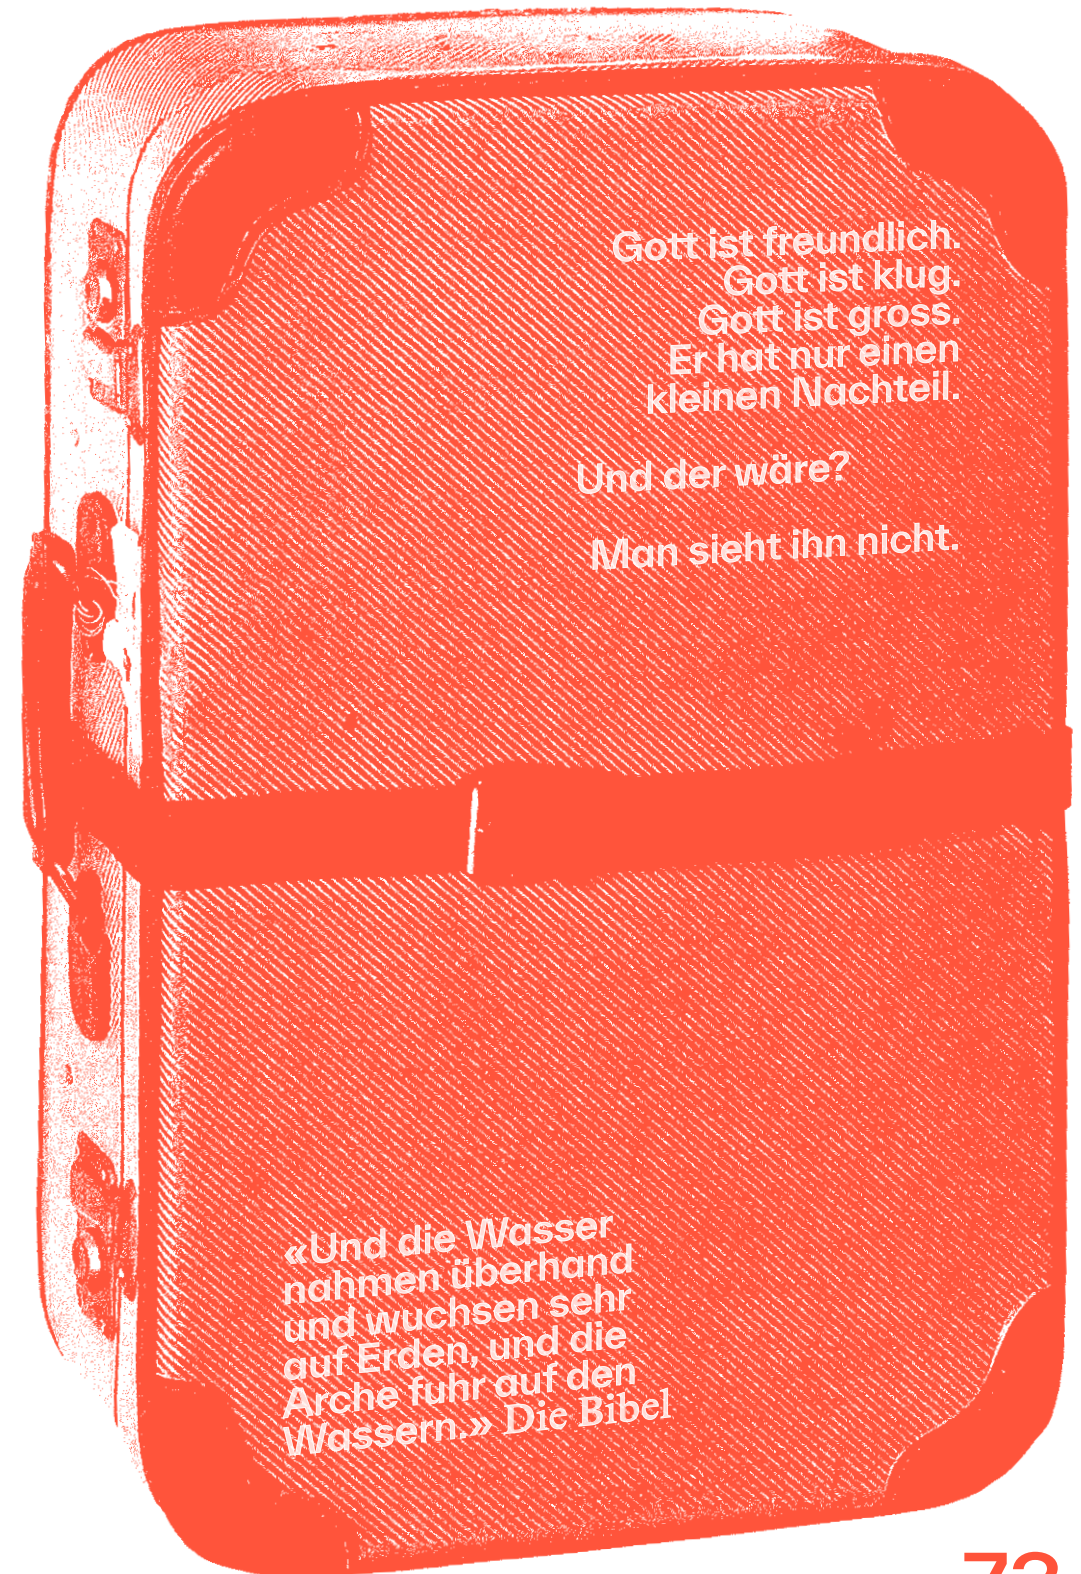 Gott ist freundlich.
Gott ist klug.
Gott ist gross.
Er hat nur einen
kleinen Nachteil.
Und der wäre?
Man sieht ihn nicht.
«Und die Wasser
nahmen überhand
und wuchsen sehr
auf Erden, und die
Arche fuhr auf den
Wassern.» Die Bibel